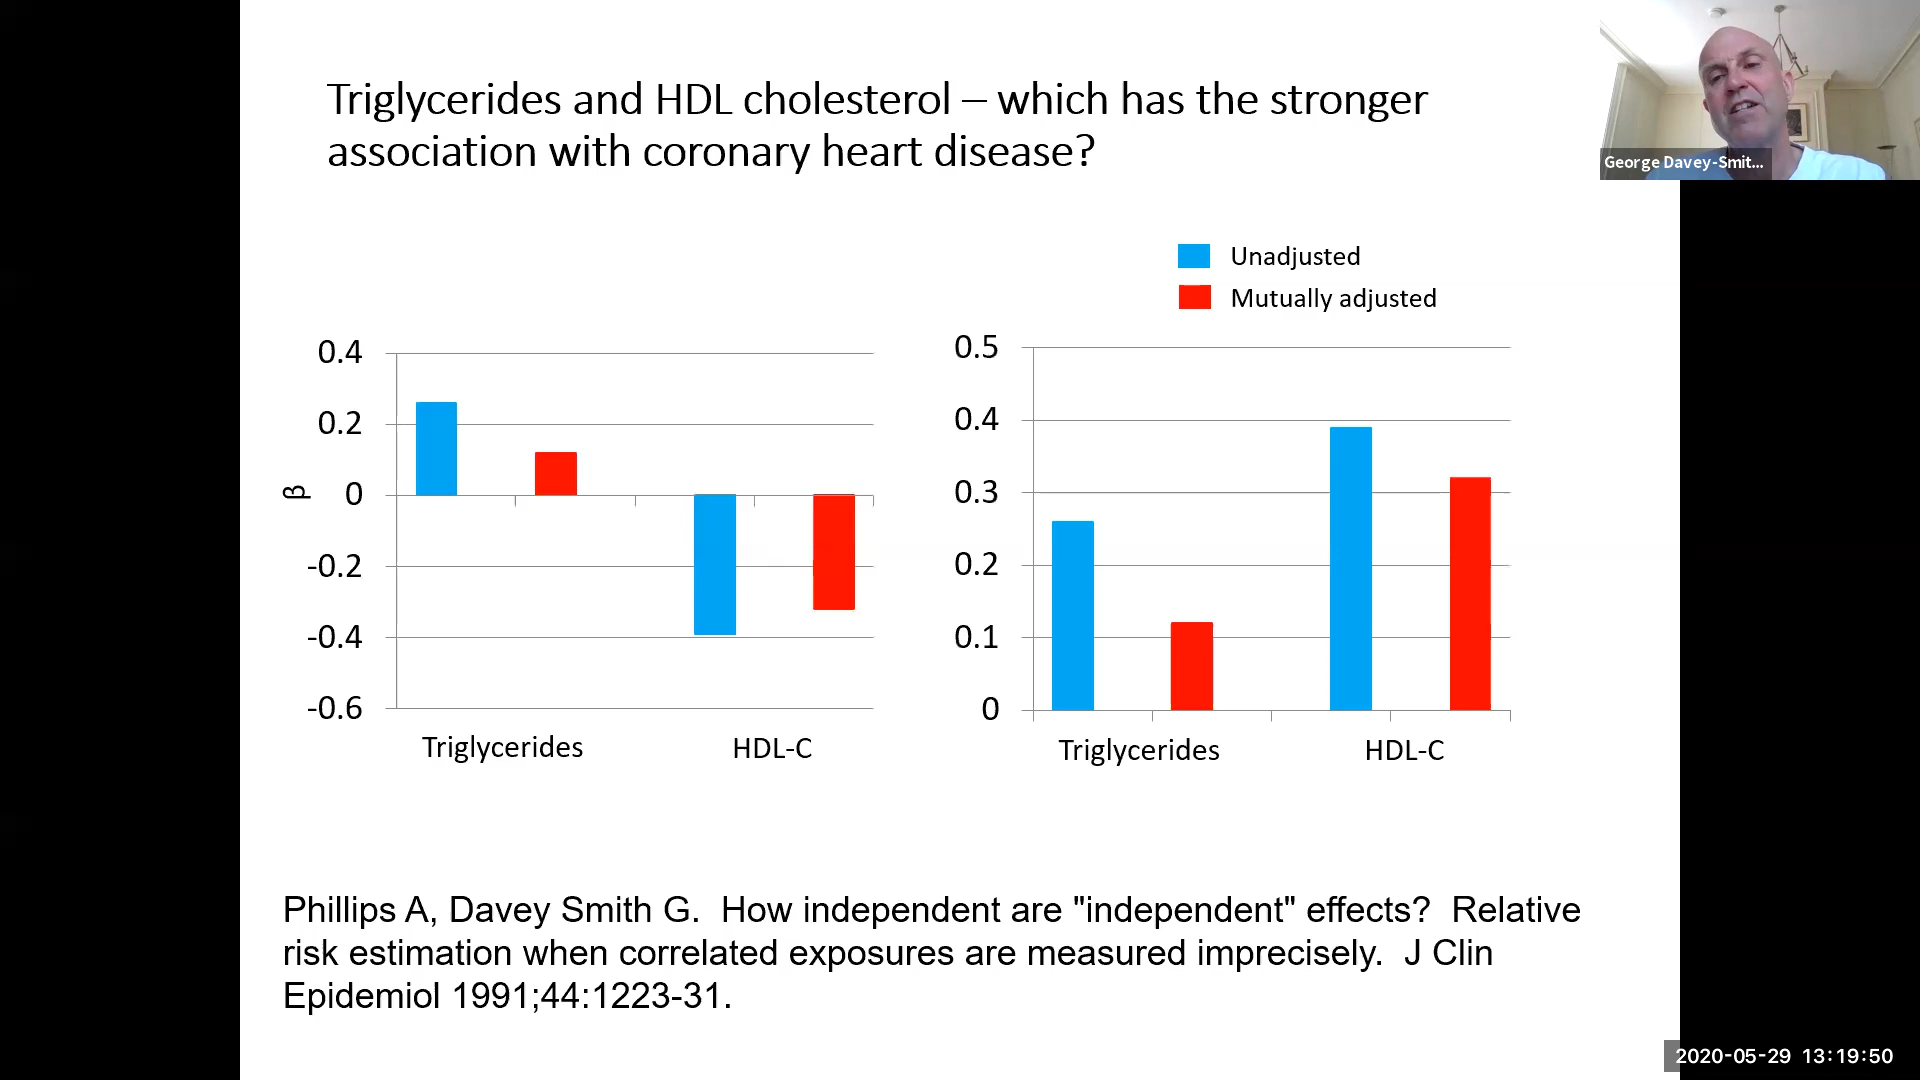 Triglycerides and HDL cholesterol – which has the stronger
association with coronary heart disease?
George Davey-Smit...
Unadjusted
Mutually adjusted
0.4
0.2
0
-0.2
-0.4
-0.6
β
Triglycerides
HDL-C
0.5
0.4
0.3
0.2
0.1
0
Triglycerides
HDL-C
Phillips A, Davey Smith G. How independent are "independent" effects? Relative
risk estimation when correlated exposures are measured imprecisely. J Clin
Epidemiol 1991;44:1223-31.
2020-05-29 13:19:50